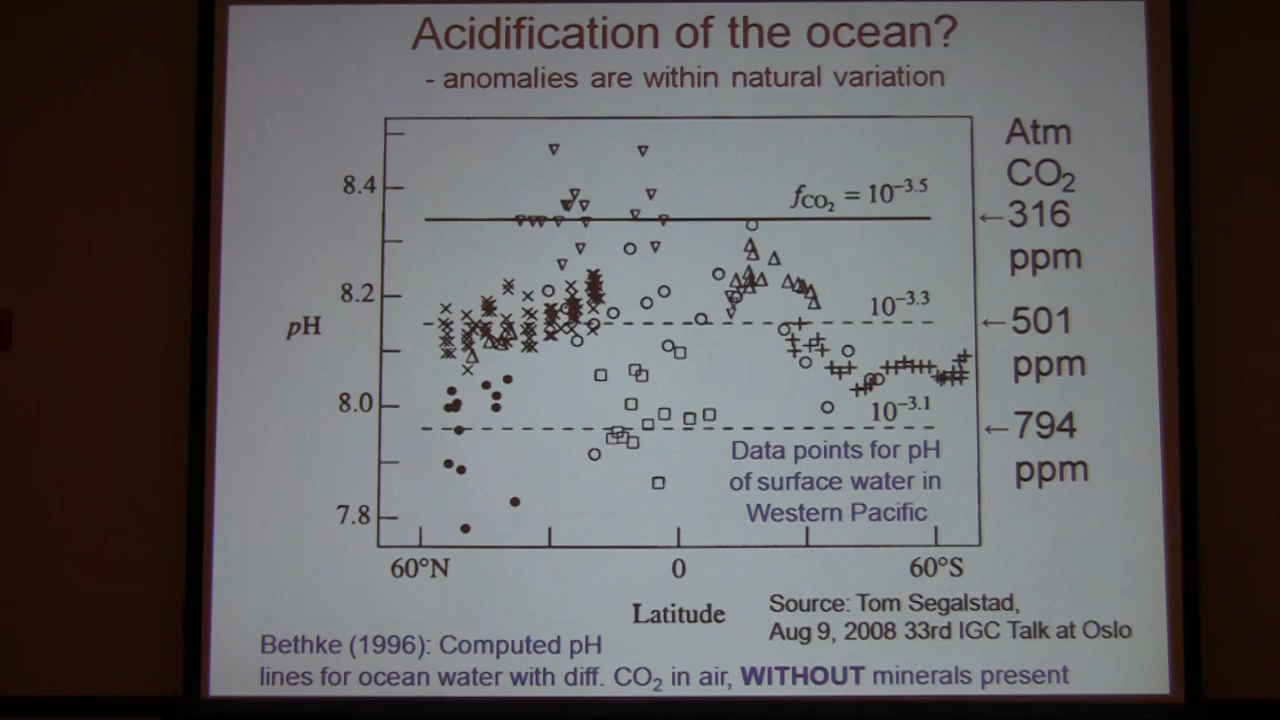 Acidification of the ocean?
- anomalies are within natural variation
Atm
CO₂
←316
ppm
←501
ppm
←794
ppm
8.4
8.2
pH
8.0
7.8
fCO₂ = 10⁻³·⁵
10⁻³·³
10⁻³·¹
Data points for pH
of surface water in
Western Pacific
60°N
0
60°S
Latitude
Source: Tom Segalstad,
Aug 9, 2008 33rd IGC Talk at Oslo
Bethke (1996): Computed pH
lines for ocean water with diff. CO₂ in air, WITHOUT minerals present